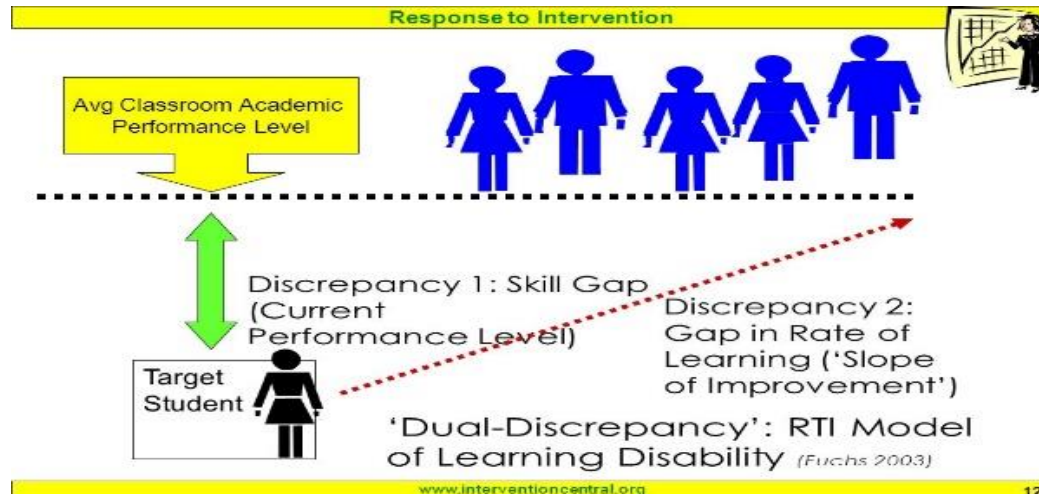 Response to Intervention
Avg Classroom Academic
Performance Level
Discrepancy 1: Skill Gap
(Current
Performance Level)
Discrepancy 2:
Gap in Rate of
Learning (‘Slope
of Improvement’)
Target
Student
‘Dual-Discrepancy’: RTI Model
of Learning Disability (Fuchs 2003)
www.interventioncentral.org
12